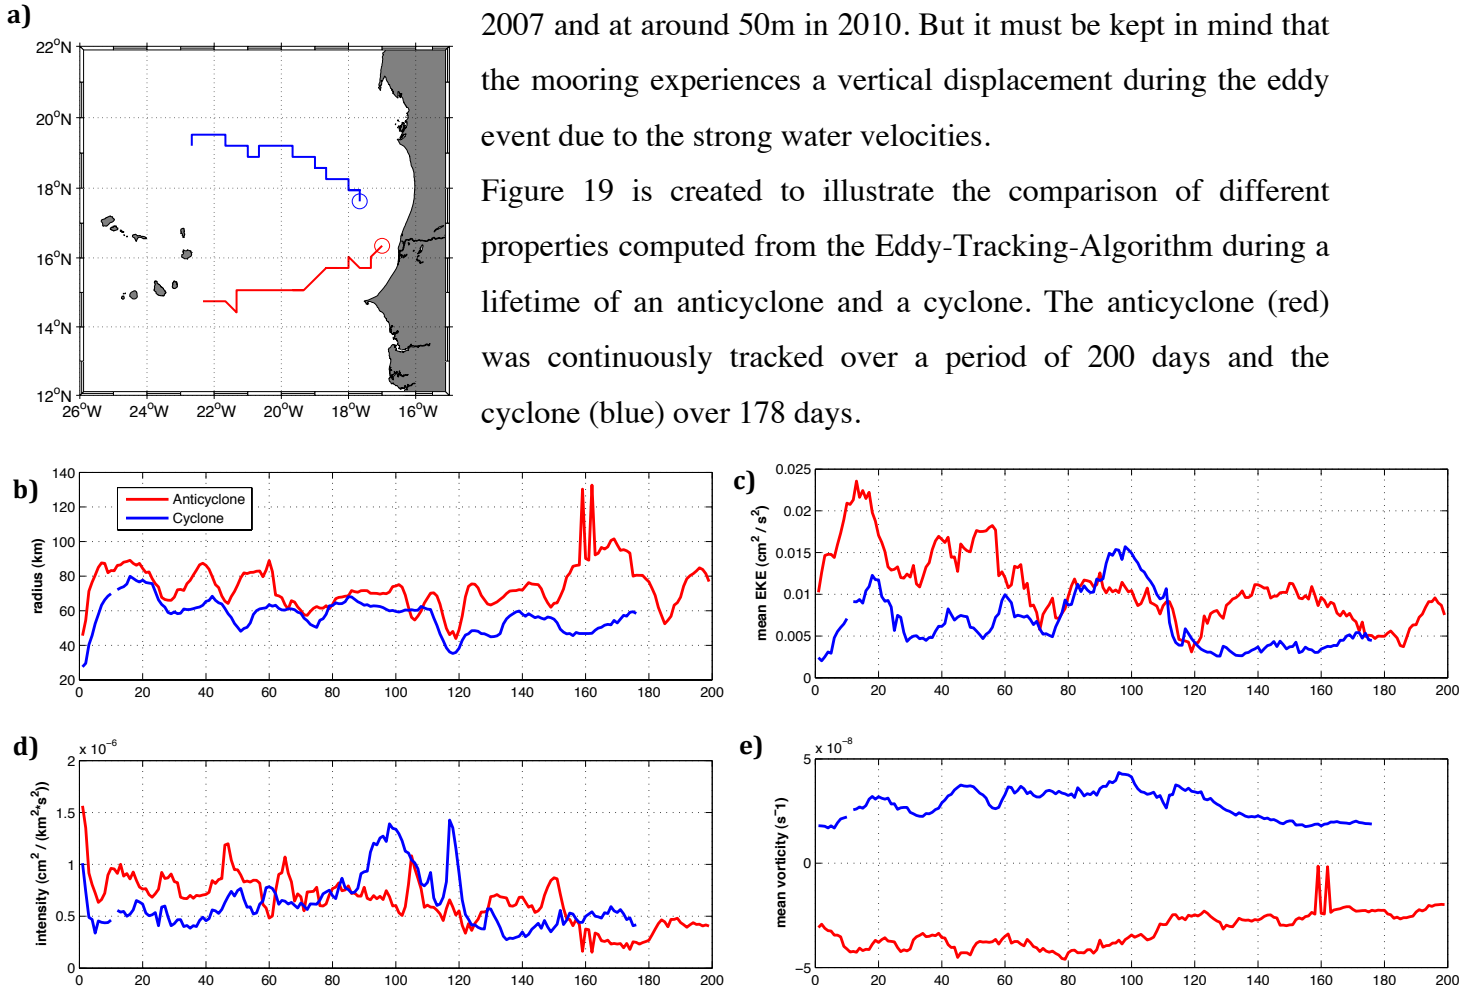 a)
2007 and at around 50m in 2010. But it must be kept in mind that
the mooring experiences a vertical displacement during the eddy
event due to the strong water velocities.
Figure 19 is created to illustrate the comparison of different
properties computed from the Eddy-Tracking-Algorithm during a
lifetime of an anticyclone and a cyclone. The anticyclone (red)
was continuously tracked over a period of 200 days and the
cyclone (blue) over 178 days.
22°N
20°N
18°N
16°N
14°N
12°N
26°W 24°W 22°W 20°W 18°W 16°W
b)
radius (km)
140
120
100
80
60
40
20
Anticyclone
Cyclone
0 20 40 60 80 100 120 140 160 180 200
c)
mean EKE (cm² / s²)
0.025
0.02
0.015
0.01
0.005
0
0 20 40 60 80 100 120 140 160 180 200
d)
x 10⁻⁶
intensity (cm² / (km²*s²))
2
1.5
1
0.5
0
0 20 40 60 80 100 120 140 160 180 200
e)
x 10⁻⁸
mean vorticity (s⁻1)
5
0
−5
0 20 40 60 80 100 120 140 160 180 200